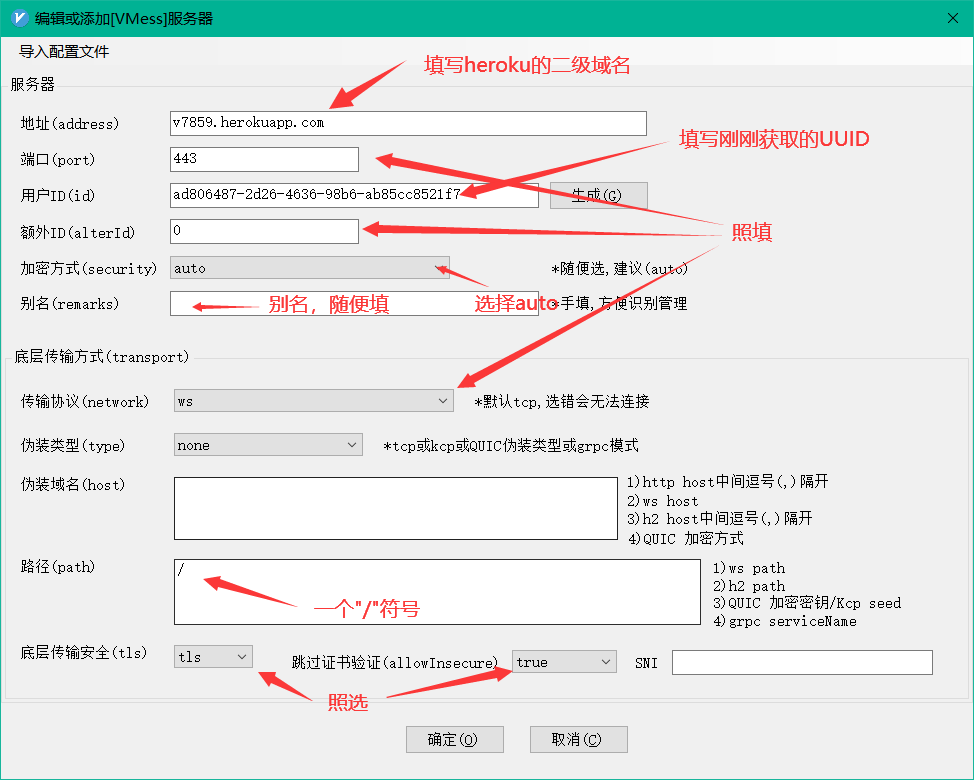 编辑或添加[VMess]服务器
导入配置文件
填写heroku的二级域名
服务器
地址(address)
v7859.herokuapp.com
填写刚刚获取的UUID
端口(port)
443
用户ID(id)
ad806487-2d26-4636-98b6-ab85cc8521f7
生成(G)
额外ID(alterId)
0
照填
加密方式(security)
auto
*随便选,建议(auto)
别名(remarks)
别名，随便填
选择auto
*手填,方便识别管理
底层传输方式(transport)
传输协议(network)
ws
*默认tcp,选错会无法连接
伪装类型(type)
none
*tcp或kcp或QUIC伪装类型或grpc模式
伪装域名(host)
1)http host中间逗号(,)隔开
2)ws host
3)h2 host中间逗号(,)隔开
4)QUIC 加密方式
路径(path)
/
一个"/"符号
1)ws path
2)h2 path
3)QUIC 加密密钥/Kcp seed
4)grpc serviceName
底层传输安全(tls)
tls
跳过证书验证(allowInsecure)
true
SNI
照选
确定(O)
取消(C)